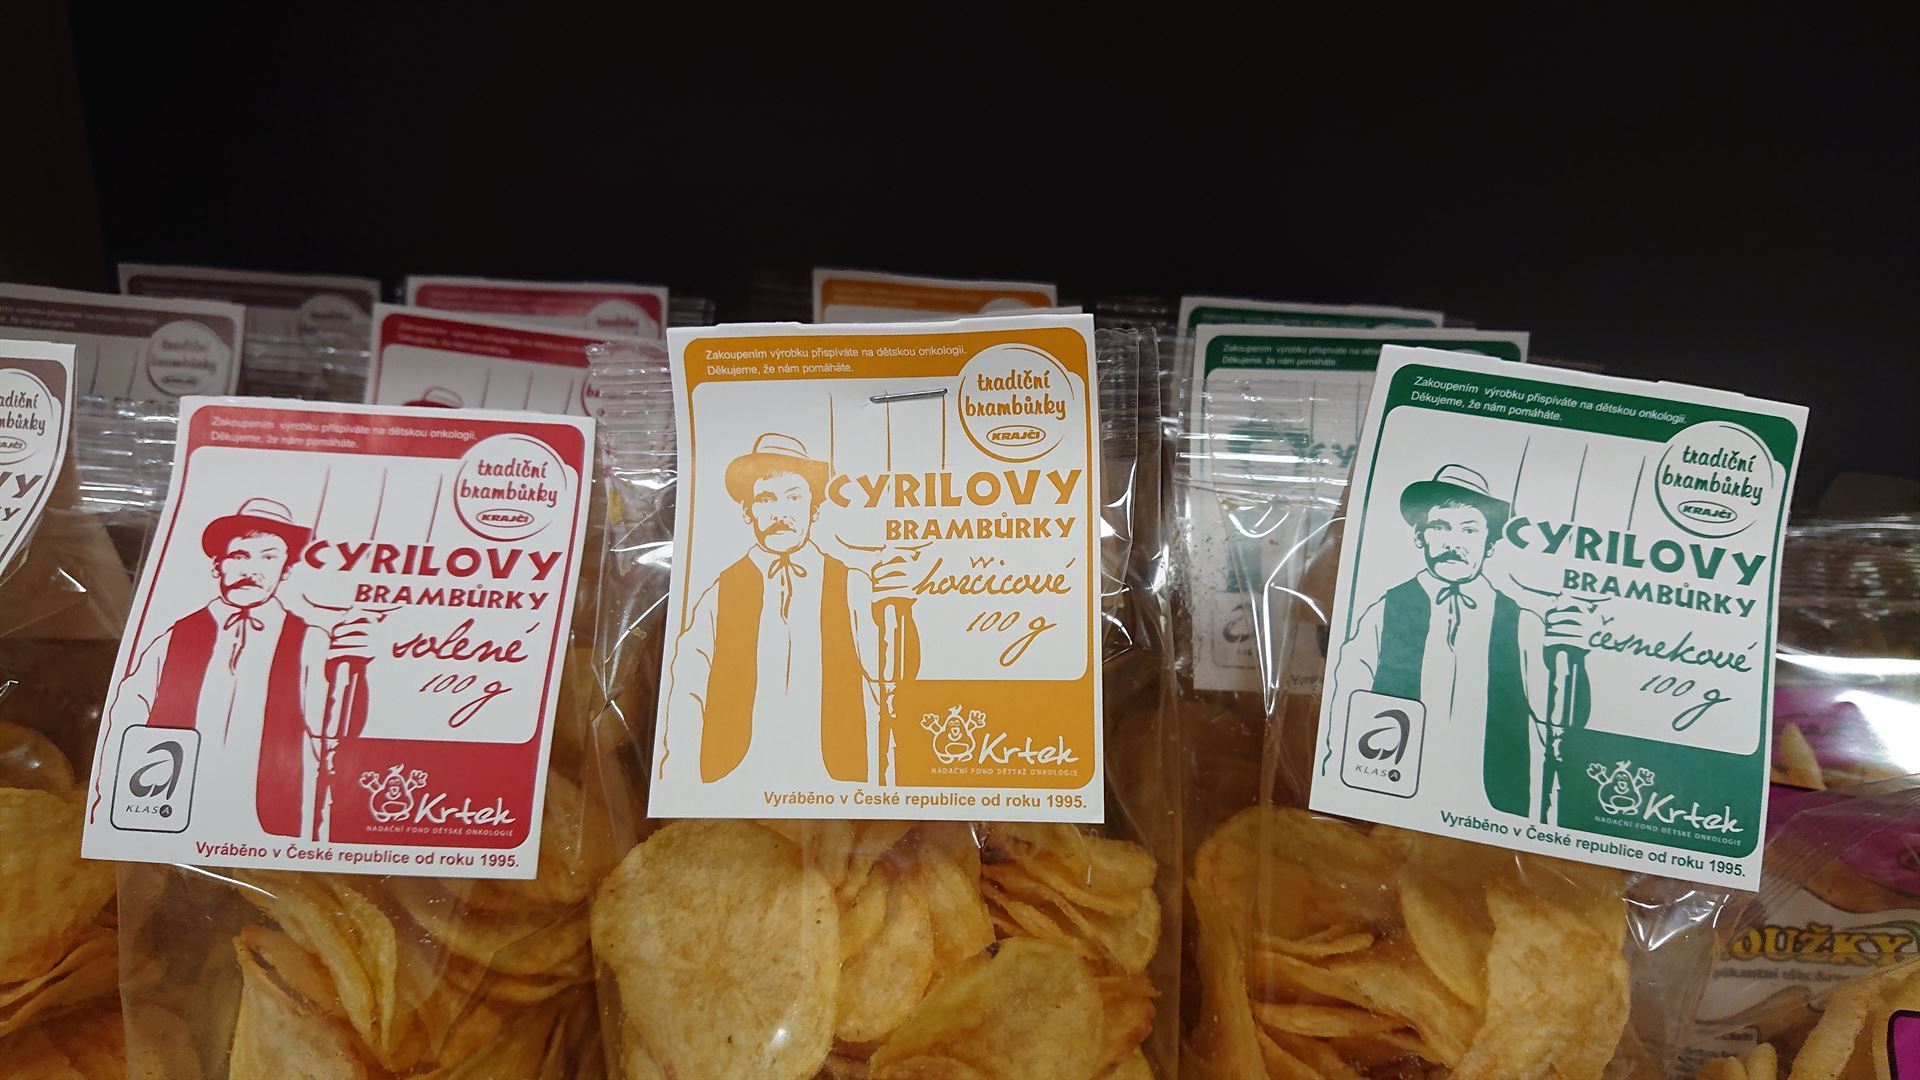 Zakoupením výrobku přispíváte na dětskou onkologii.
Děkujeme, že nám pomáháte.
tradiční
brambůrky
KRAJČI
CYRILOVY
BRAMBŮRKY
solené
100 g
KLASA
Krtek
NADAČNÍ FOND DĚTSKÉ ONKOLOGIE
Vyráběno v České republice od roku 1995.
Zakoupením výrobku přispíváte na dětskou onkologii.
Děkujeme, že nám pomáháte.
tradiční
brambůrky
KRAJČI
CYRILOVY
BRAMBŮRKY
horčicové
100 g
Krtek
NADAČNÍ FOND DĚTSKÉ ONKOLOGIE
Vyráběno v České republice od roku 1995.
Zakoupením výrobku přispíváte na dětskou onkologii.
Děkujeme, že nám pomáháte.
tradiční
brambůrky
KRAJČI
CYRILOVY
BRAMBŮRKY
česnekové
100 g
KLASA
Krtek
NADAČNÍ FOND DĚTSKÉ ONKOLOGIE
Vyráběno v České republice od roku 1995.